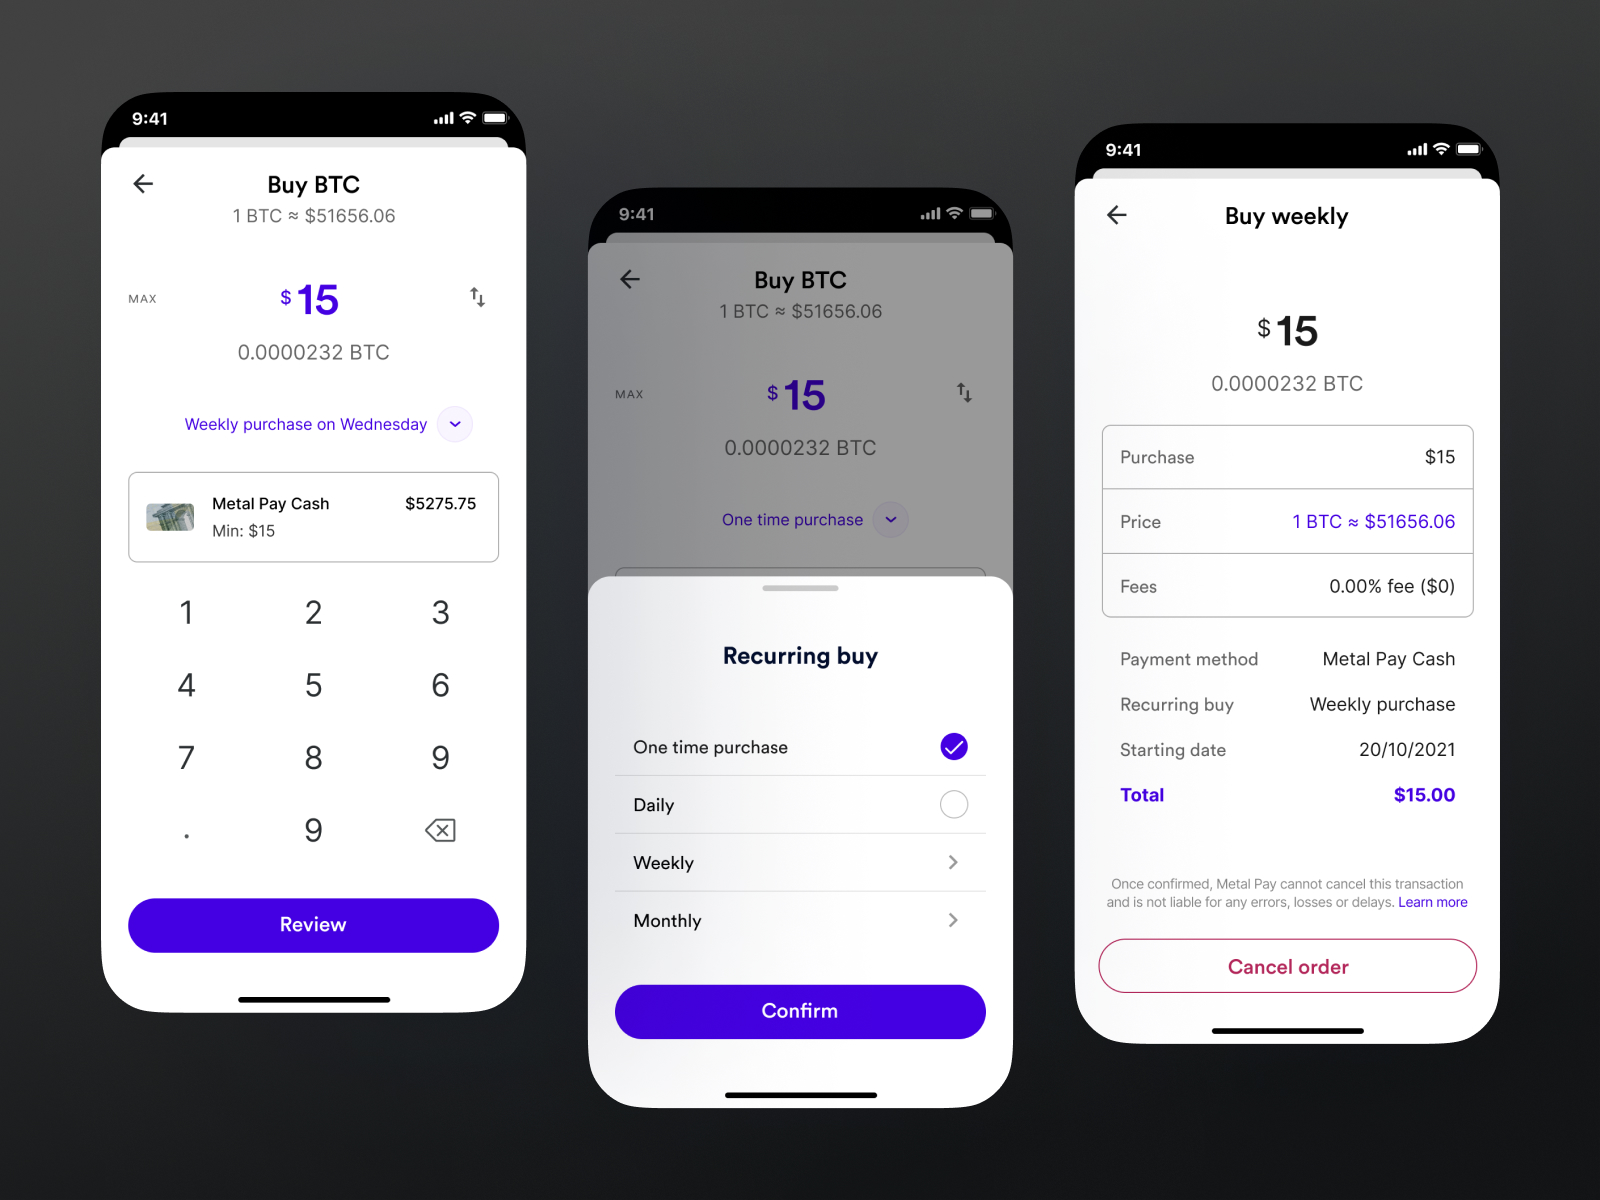 9:41
Buy BTC
1 BTC ≈ $51656.06
MAX
$ 15
0.0000232 BTC
Weekly purchase on Wednesday
Metal Pay Cash $5275.75
Min: $15
1 2 3
4 5 6
7 8 9
. 9
Review
9:41
Buy BTC
1 BTC ≈ $51656.06
MAX
$ 15
0.0000232 BTC
One time purchase
Recurring buy
One time purchase
Daily
Weekly
Monthly
Confirm
9:41
Buy weekly
$ 15
0.0000232 BTC
Purchase $15
Price 1 BTC ≈ $51656.06
Fees 0.00% fee ($0)
Payment method Metal Pay Cash
Recurring buy Weekly purchase
Starting date 20/10/2021
Total $15.00
Once confirmed, Metal Pay cannot cancel this transaction
and is not liable for any errors, losses or delays. Learn more
Cancel order